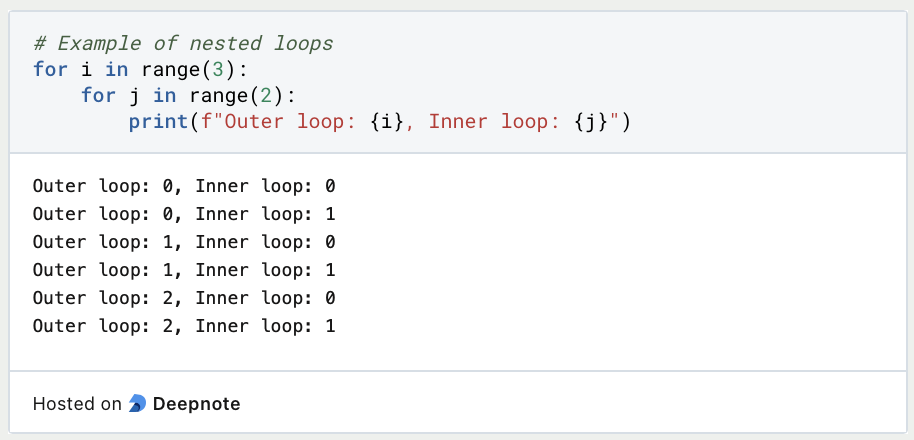 # Example of nested loops
for i in range(3):
    for j in range(2):
        print(f"Outer loop: {i}, Inner loop: {j}")
Outer loop: 0, Inner loop: 0
Outer loop: 0, Inner loop: 1
Outer loop: 1, Inner loop: 0
Outer loop: 1, Inner loop: 1
Outer loop: 2, Inner loop: 0
Outer loop: 2, Inner loop: 1
Hosted on Deepnote